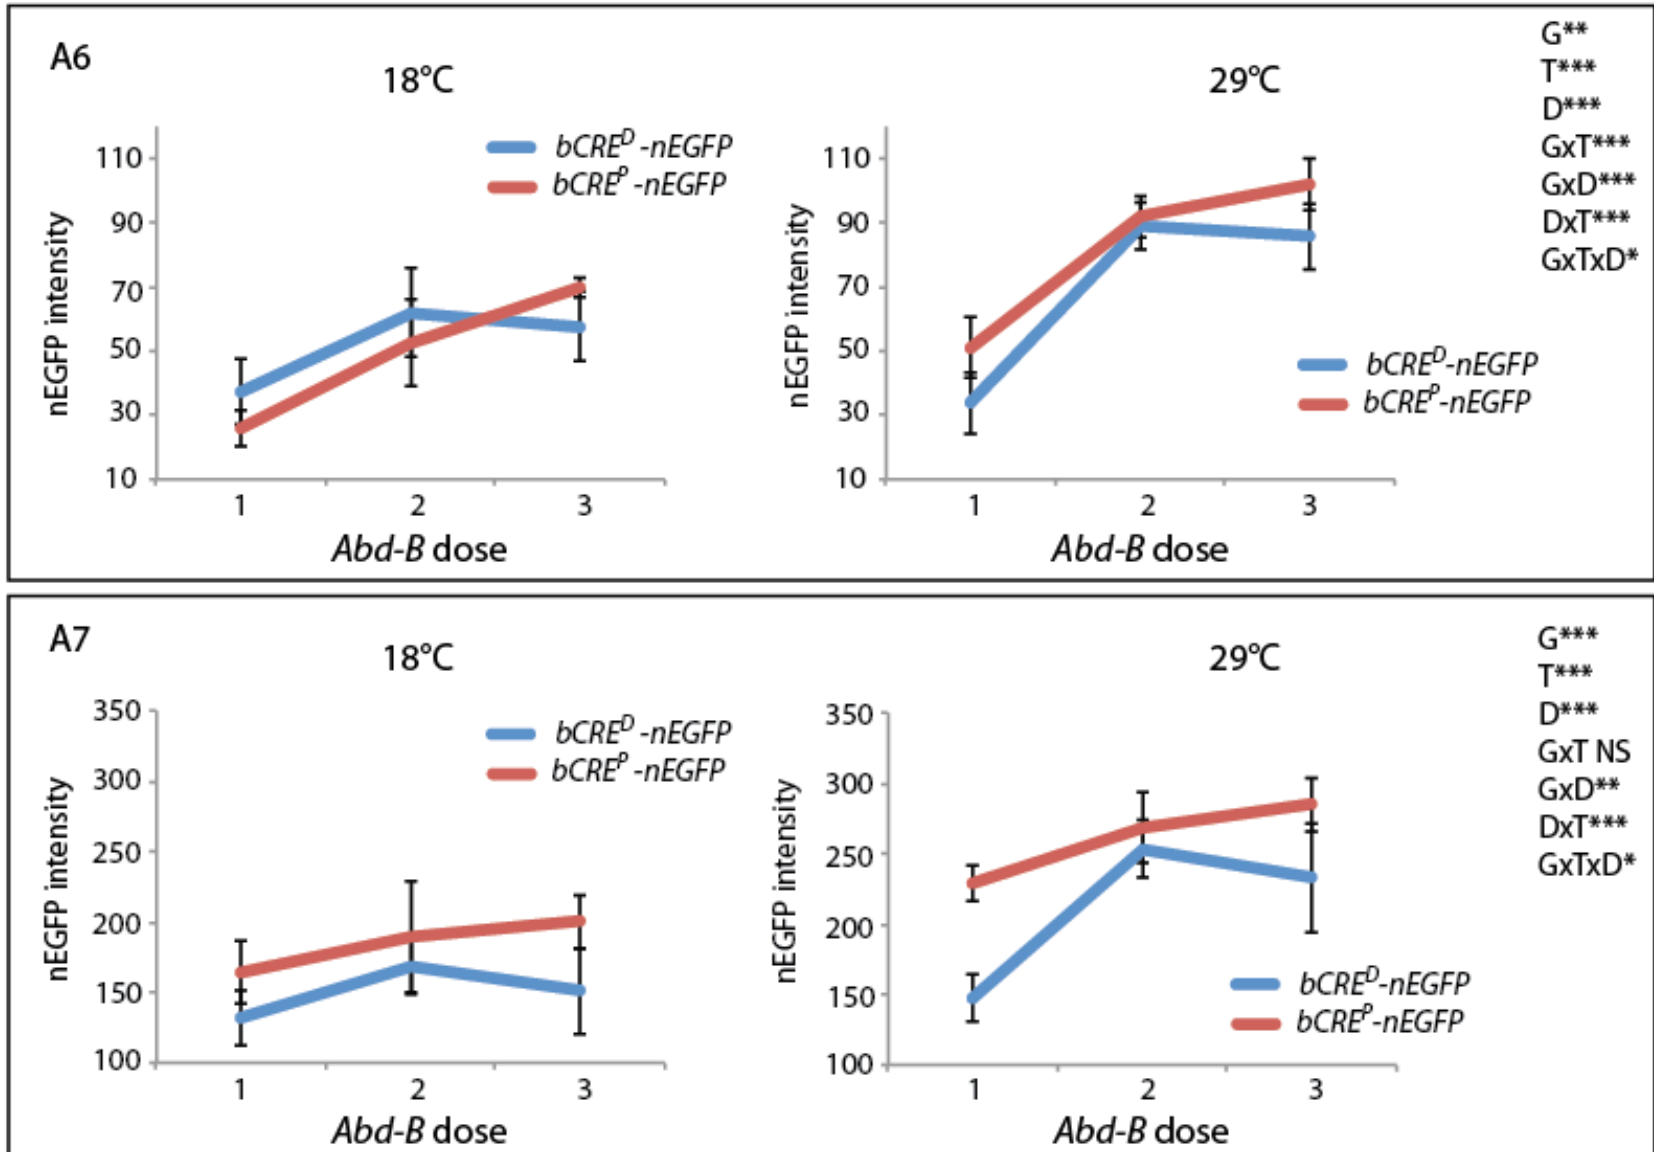 A6
18°C
29°C
G**
T***
D***
GxT***
GxD***
DxT***
GxTxD*
nEGFP intensity
110
90
70
50
30
10
bCRE^D -nEGFP
bCRE^P -nEGFP
1 2 3
Abd-B dose
nEGFP intensity
110
90
70
50
30
10
bCRE^D-nEGFP
bCRE^P-nEGFP
1 2 3
Abd-B dose
A7
18°C
29°C
G***
T***
D***
GxT NS
GxD**
DxT***
GxTxD*
nEGFP intensity
350
300
250
200
150
100
bCRE^D -nEGFP
bCRE^P -nEGFP
1 2 3
Abd-B dose
nEGFP intensity
350
300
250
200
150
100
bCRE^D-nEGFP
bCRE^P-nEGFP
1 2 3
Abd-B dose